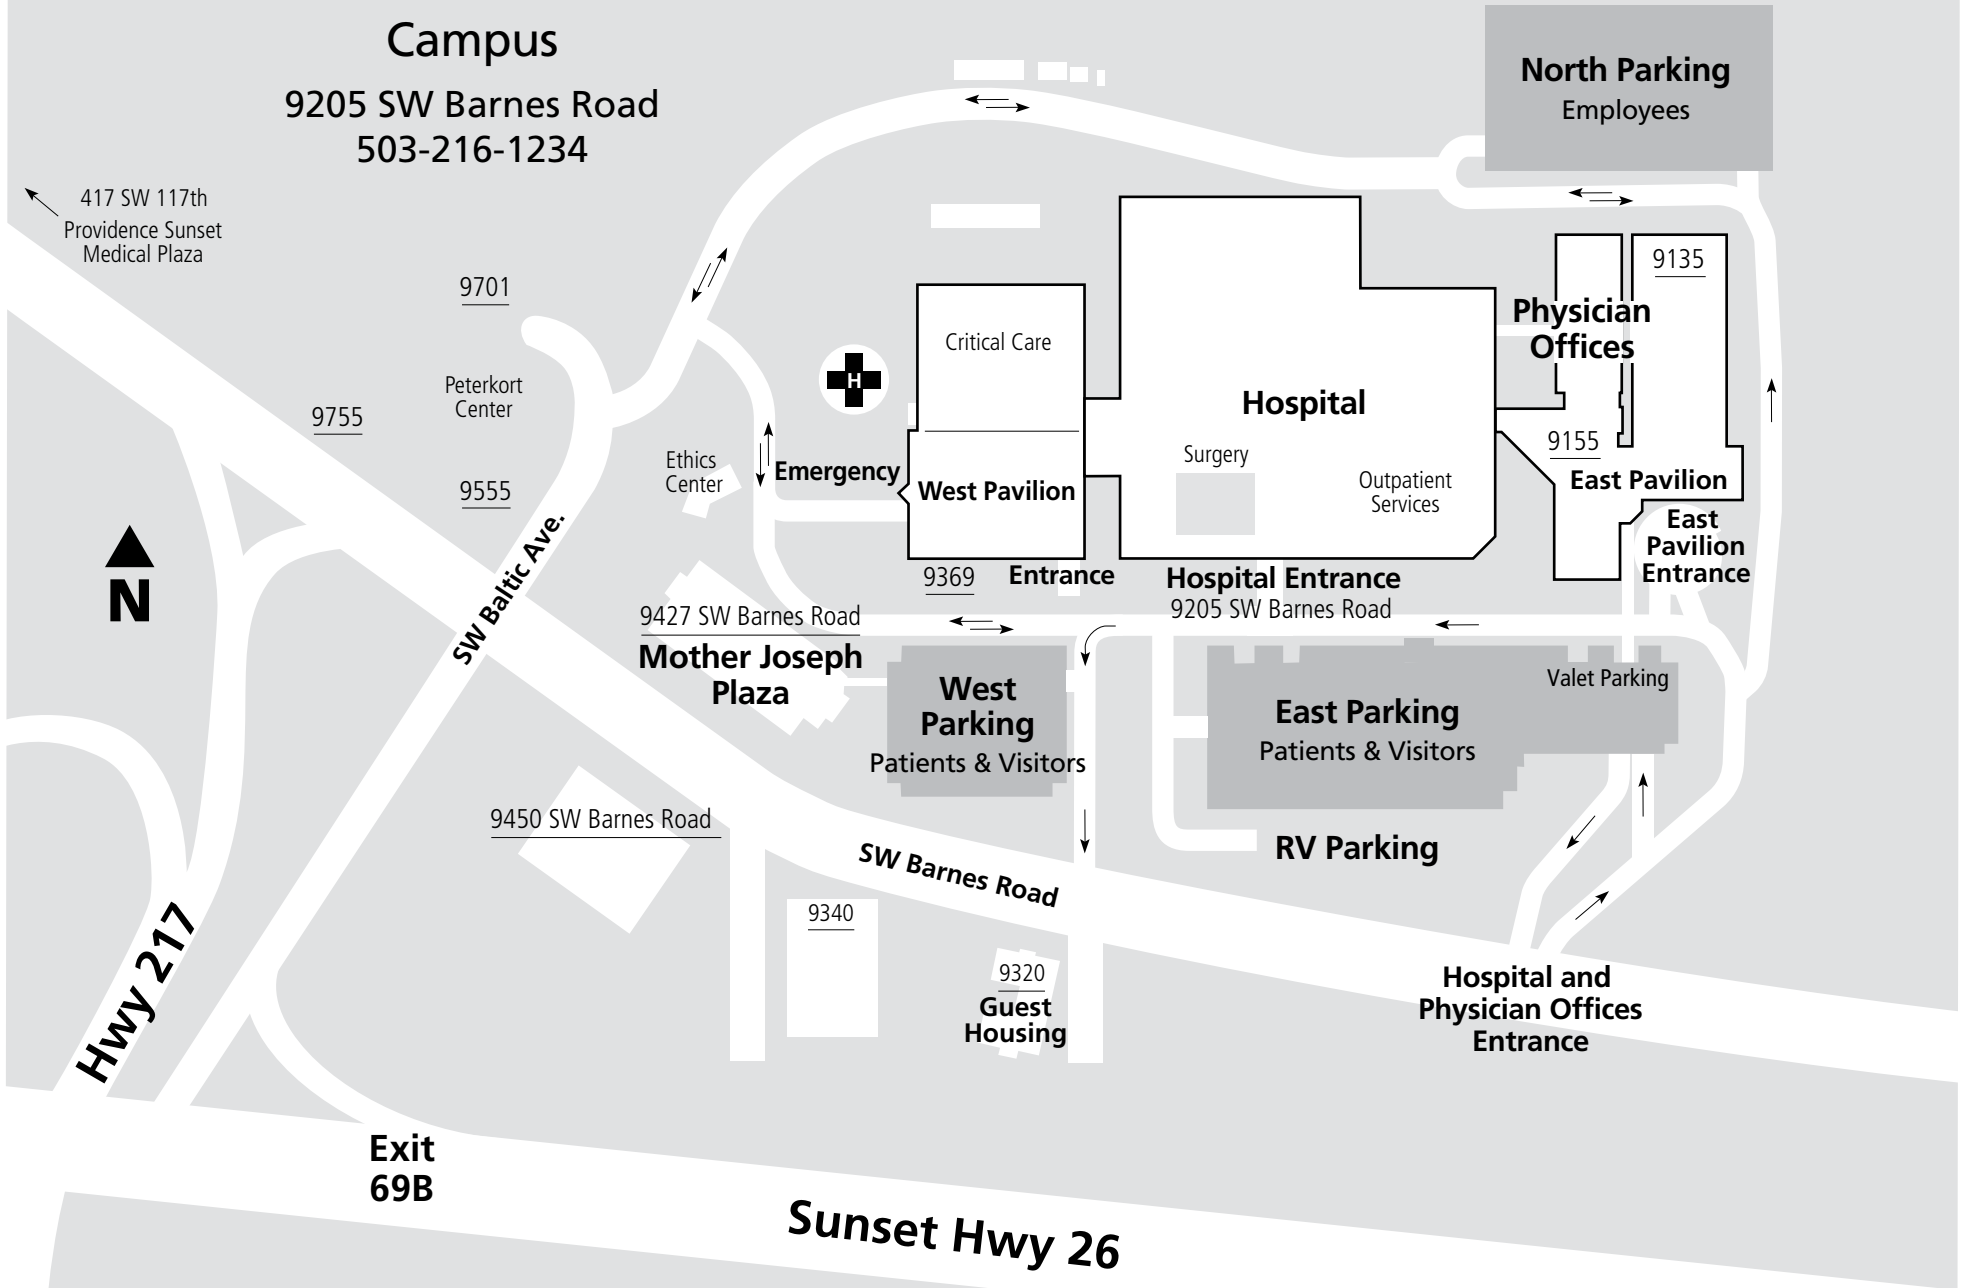 Campus
9205 SW Barnes Road
503-216-1234
North Parking
Employees
417 SW 117th
Providence Sunset
Medical Plaza
9701
9135
Physician
Offices
Critical Care
H
Peterkort
Center
9755
Hospital
9155
Surgery
Ethics
Center
Emergency
West Pavilion
Outpatient
Services
East Pavilion
9555
SW Baltic Ave.
East
Pavilion
Entrance
N
9369
Entrance
Hospital Entrance
9205 SW Barnes Road
9427 SW Barnes Road
Mother Joseph
Plaza
West
Parking
Patients & Visitors
Valet Parking
East Parking
Patients & Visitors
9450 SW Barnes Road
RV Parking
SW Barnes Road
9340
Hwy 217
9320
Guest
Housing
Hospital and
Physician Offices
Entrance
Exit
69B
Sunset Hwy 26